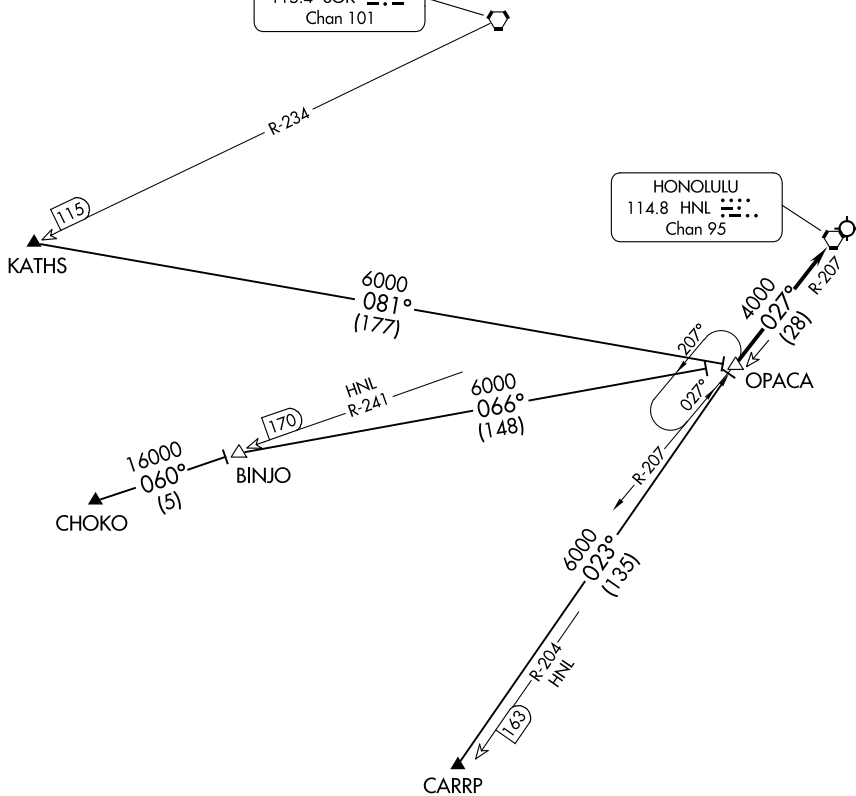 Chan 101
R-234
115
KATHS
HONOLULU
114.8 HNL
Chan 95
R-207
4000
027°
(28)
6000
081°
(177)
207°
027°
OPACA
HNL
R-241
170
6000
066°
(148)
16000
060°
(5)
BINJO
CHOKO
R-207
6000
023°
(135)
R-204
HNL
163
CARRP